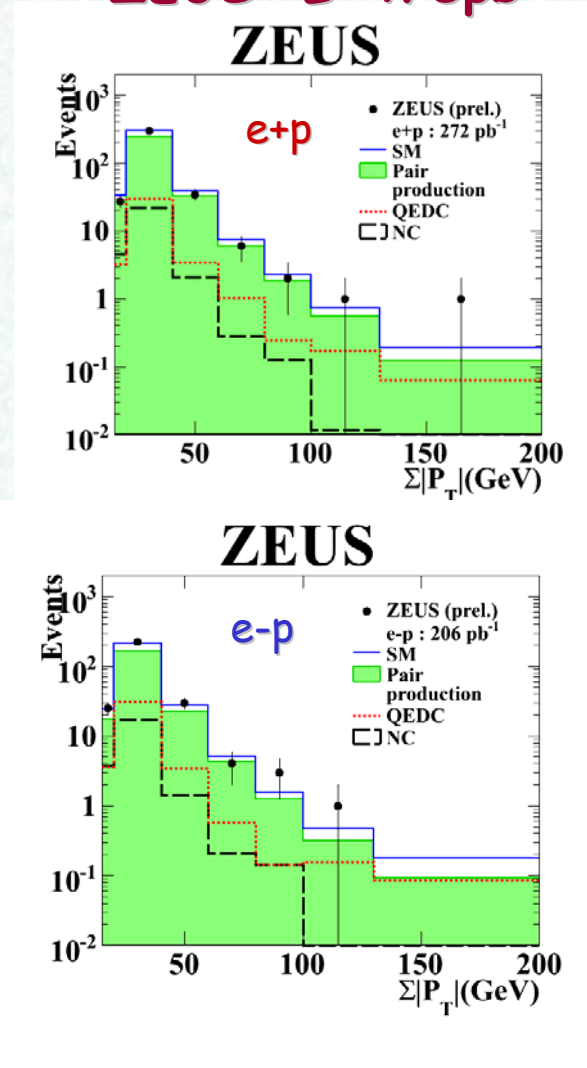 ZEUS
Events
10³
10²
10
1
10⁻¹
10⁻²
e+p
ZEUS (prel.)
e+p : 272 pb⁻¹
SM
Pair
production
QEDC
NC
50 100 150 200
Σ|P_T|(GeV)
ZEUS
Events
10³
10²
10
1
10⁻¹
10⁻²
e-p
ZEUS (prel.)
e-p : 206 pb⁻¹
SM
Pair
production
QEDC
NC
50 100 150 200
Σ|P_T|(GeV)